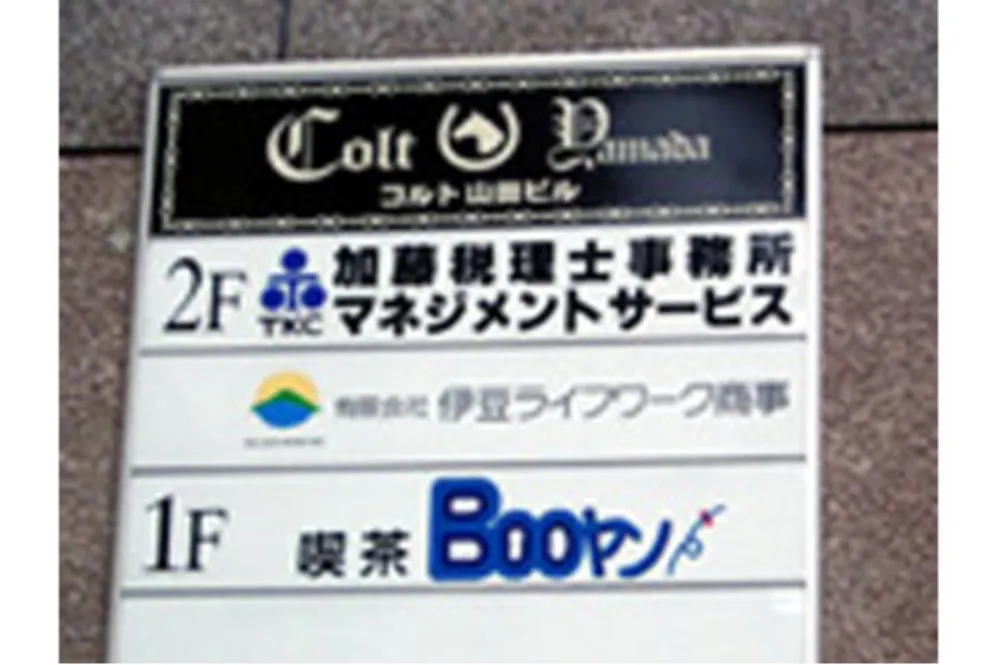 Colt Yamada
コルト山田ビル
2F TKC 加藤税理士事務所
マネジメントサービス
有限会社 伊豆ライフワーク商事
1F 喫茶 Booヤン